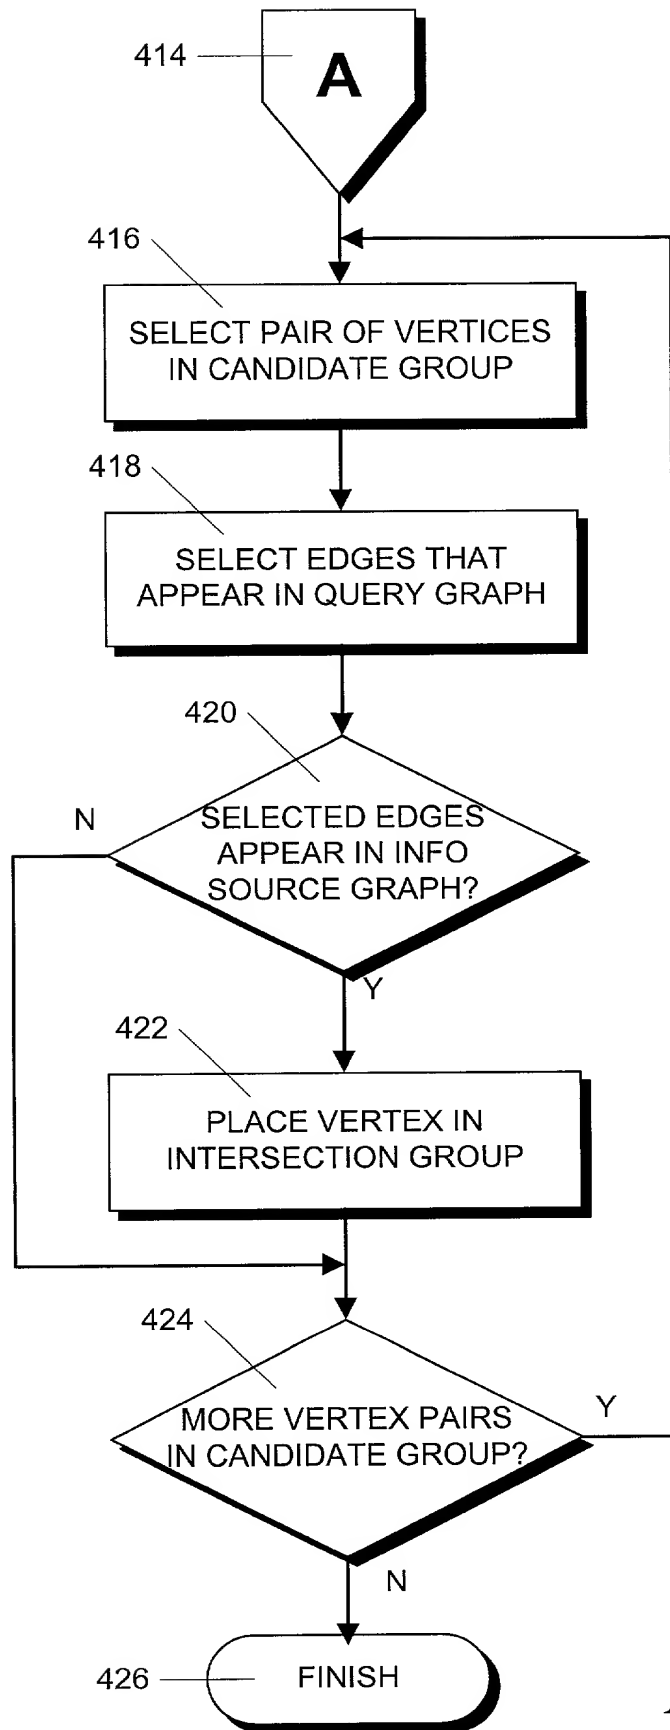 414
A
416
SELECT PAIR OF VERTICES
IN CANDIDATE GROUP
418
SELECT EDGES THAT
APPEAR IN QUERY GRAPH
420
N
SELECTED EDGES
APPEAR IN INFO
SOURCE GRAPH?
Y
422
PLACE VERTEX IN
INTERSECTION GROUP
424
MORE VERTEX PAIRS
IN CANDIDATE GROUP?
Y
N
426
FINISH